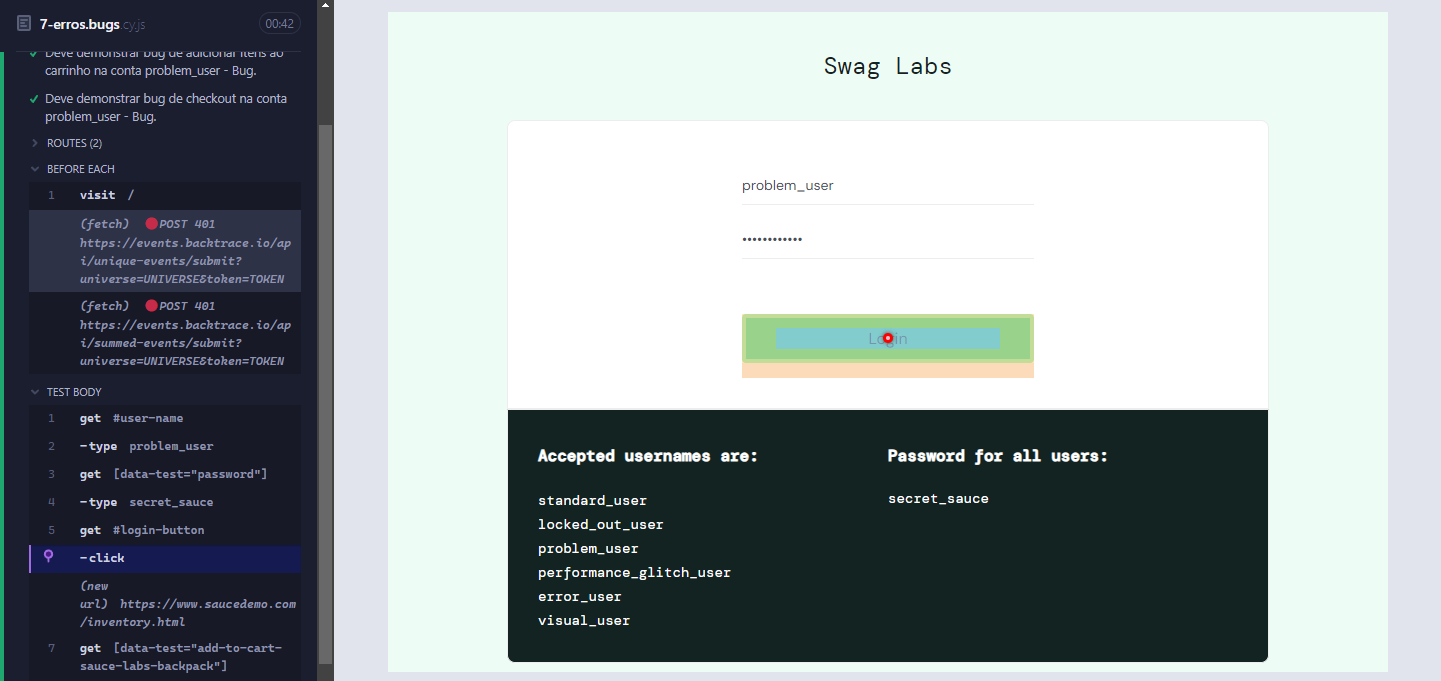 7-erros.bugs.cy.js
00:42
Deve demonstrar bug de adicionar itens ao
carrinho na conta problem_user - Bug.
Deve demonstrar bug de checkout na conta
problem_user - Bug.
ROUTES (2)
BEFORE EACH
1 visit /
(fetch) POST 401
https://events.backtrace.io/ap
i/unique-events/submit?
universe=UNIVERSE&token=TOKEN
(fetch) POST 401
https://events.backtrace.io/ap
i/summed-events/submit?
universe=UNIVERSE&token=TOKEN
TEST BODY
1 get #user-name
2 -type problem_user
3 get [data-test="password"]
4 -type secret_sauce
5 get #login-button
-click
(new
url) https://www.saucedemo.com
/inventory.html
7 get [data-test="add-to-cart-
sauce-labs-backpack"]
Swag Labs
problem_user
••••••••••••
Login
Accepted usernames are:
standard_user
locked_out_user
problem_user
performance_glitch_user
error_user
visual_user
Password for all users:
secret_sauce